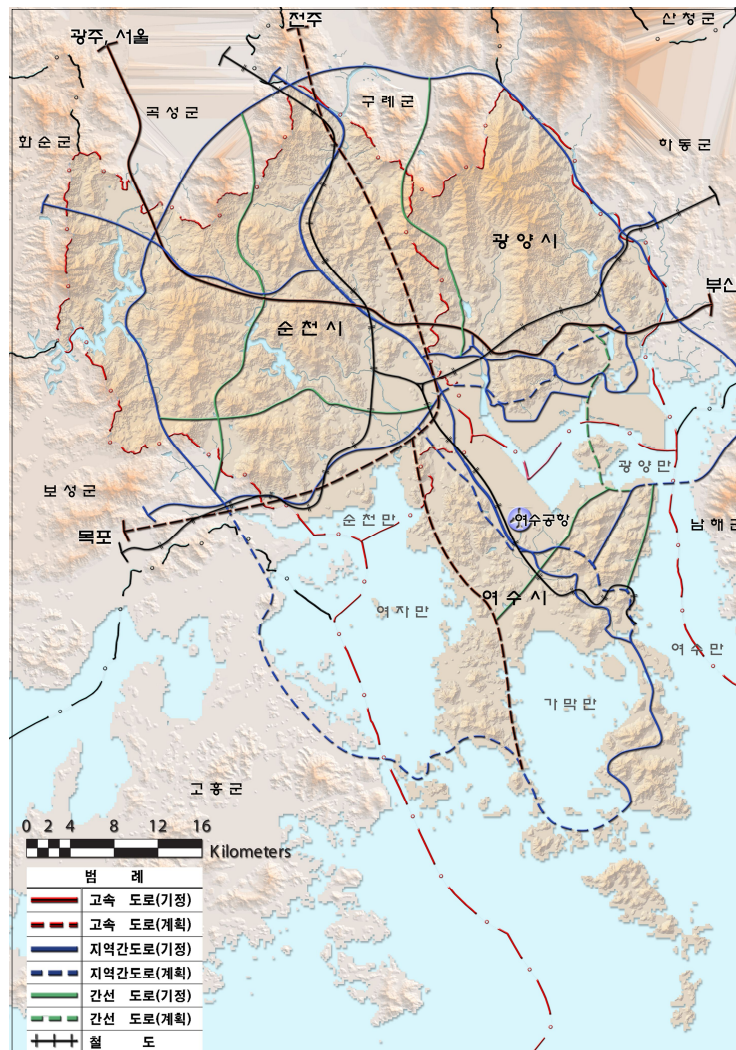 전주
산청군
광주, 서울
구례군
곡성군
화순군
하동군
광양시
부산
순천시
광양만
보성군
순천만
여수공항
남해군
목포
여수시
여자만
여수만
가막만
고흥군
0 2 4 8 12 16
Kilometers
범 례
고속 도로(기정)
고속 도로(계획)
지역간도로(기정)
지역간도로(계획)
간선 도로(기정)
간선 도로(계획)
철 도